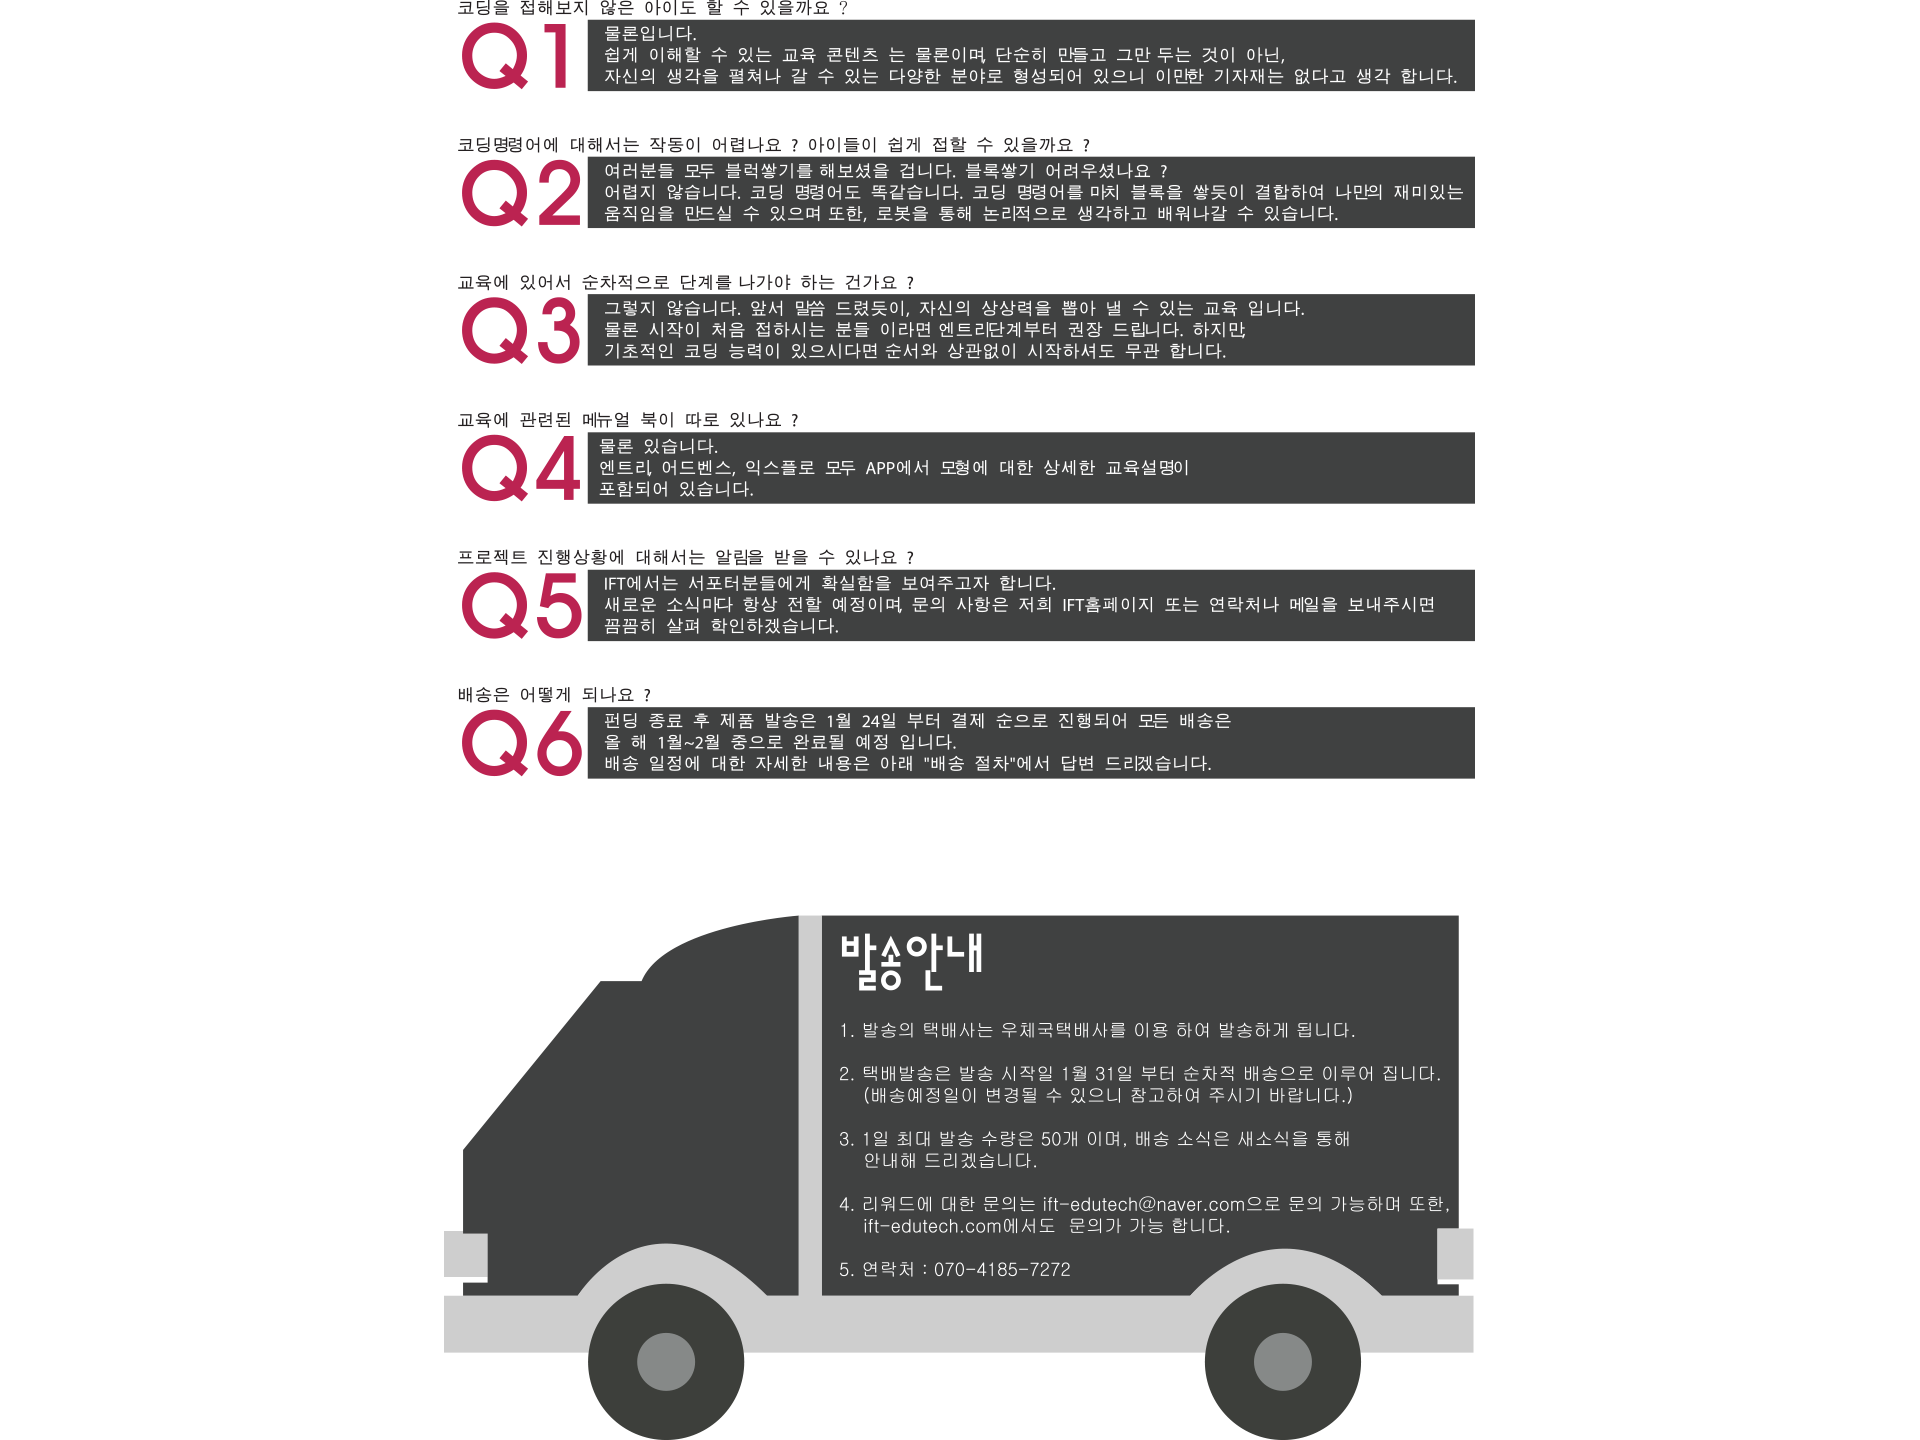 코딩을 접해보지 않은 아이도 할 수 있을까요 ?
Q1
물론입니다.
쉽게 이해할 수 있는 교육 콘텐츠 는 물론이며, 단순히 만들고 그만 두는 것이 아닌,
자신의 생각을 펼쳐나 갈 수 있는 다양한 분야로 형성되어 있으니 이만한 기자재는 없다고 생각 합니다.
코딩명령어에 대해서는 작동이 어렵나요 ? 아이들이 쉽게 접할 수 있을까요 ?
Q2
여러분들 모두 블럭쌓기를 해보셨을 겁니다. 블록쌓기 어려우셨나요 ?
어렵지 않습니다. 코딩 명령어도 똑같습니다. 코딩 명령어를 마치 블록을 쌓듯이 결합하여 나만의 재미있는
움직임을 만드실 수 있으며 또한, 로봇을 통해 논리적으로 생각하고 배워나갈 수 있습니다.
교육에 있어서 순차적으로 단계를 나가야 하는 건가요 ?
Q3
그렇지 않습니다. 앞서 말씀 드렸듯이, 자신의 상상력을 뽑아 낼 수 있는 교육 입니다.
물론 시작이 처음 접하시는 분들 이라면 엔트리단계부터 권장 드립니다. 하지만,
기초적인 코딩 능력이 있으시다면 순서와 상관없이 시작하셔도 무관 합니다.
교육에 관련된 메뉴얼 북이 따로 있나요 ?
Q4
물론 있습니다.
엔트리, 어드벤스, 익스플로 모두 APP에서 모형에 대한 상세한 교육설명이
포함되어 있습니다.
프로젝트 진행상황에 대해서는 알림을 받을 수 있나요 ?
Q5
IFT에서는 서포터분들에게 확실함을 보여주고자 합니다.
새로운 소식마다 항상 전할 예정이며, 문의 사항은 저희 IFT홈페이지 또는 연락처나 메일을 보내주시면
꼼꼼히 살펴 학인하겠습니다.
배송은 어떻게 되나요 ?
Q6
펀딩 종료 후 제품 발송은 1월 24일 부터 결제 순으로 진행되어 모든 배송은
올 해 1월~2월 중으로 완료될 예정 입니다.
배송 일정에 대한 자세한 내용은 아래 "배송 절차"에서 답변 드리겠습니다.
발송안내
1. 발송의 택배사는 우체국택배사를 이용 하여 발송하게 됩니다.
2. 택배발송은 발송 시작일 1월 31일 부터 순차적 배송으로 이루어 집니다.
(배송예정일이 변경될 수 있으니 참고하여 주시기 바랍니다.)
3. 1일 최대 발송 수량은 50개 이며, 배송 소식은 새소식을 통해
안내해 드리겠습니다.
4. 리워드에 대한 문의는 ift-edutech@naver.com으로 문의 가능하며 또한,
ift-edutech.com에서도 문의가 가능 합니다.
5. 연락처 : 070-4185-7272